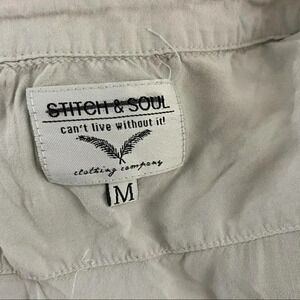 STITCH & SOUL
can't live without it!
clothing company
M